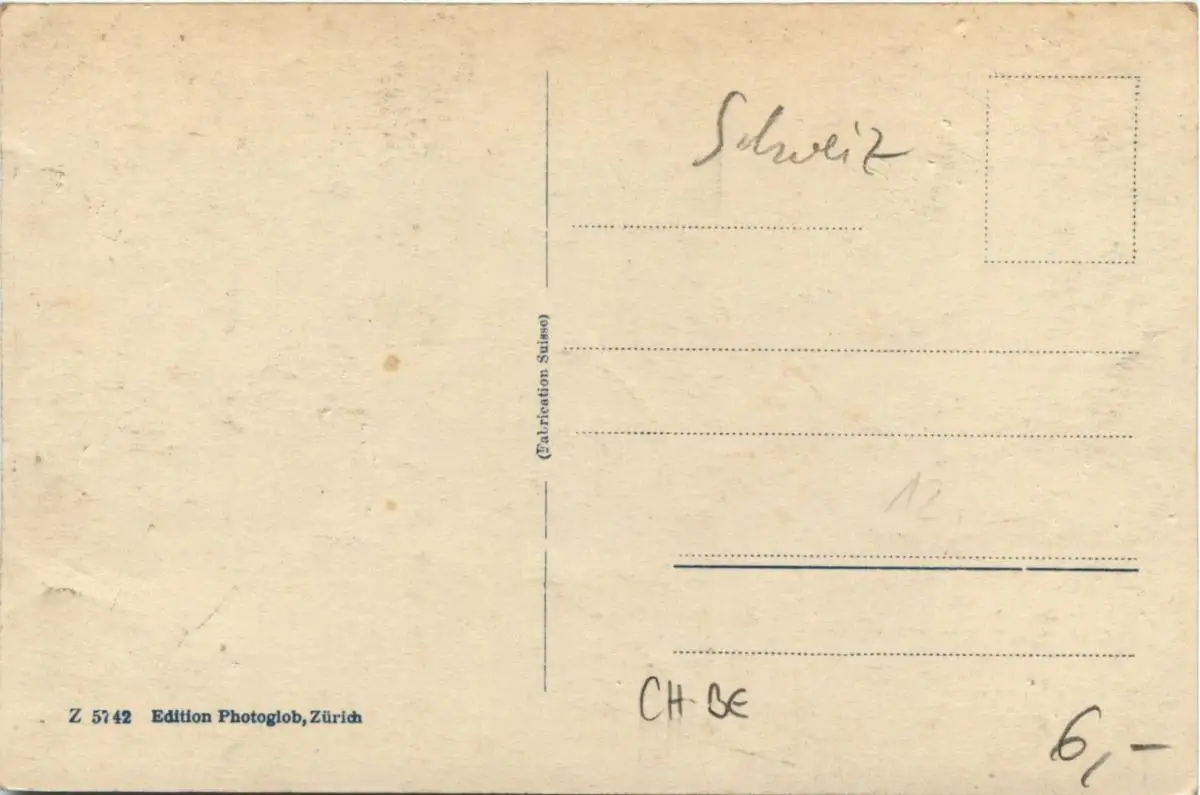 Schweiz
(Fabrication Suisse)
12,-
Z 5742 Edition Photoglob, Zürich
CH-BE
6,-